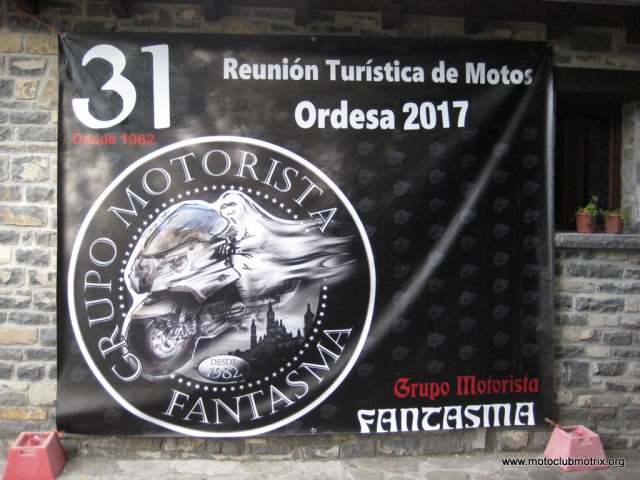 31
Desde 1982
Reunión Turística de Motos
Ordesa 2017
GRUPO MOTORISTA
FANTASMA
DESDE
1982
Grupo Motorista
FANTASMA
www.motoclubmotrix.org